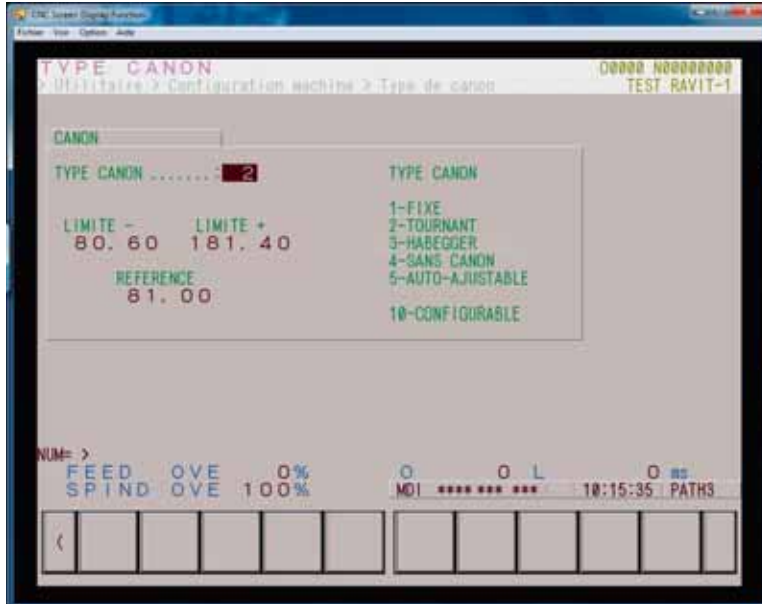 CNC Screen Display Function
Fichier Voir Option Aide
TYPE CANON
O0000 N00000000
> Utilitaire > Configuration machine > Type de canon
TEST RAVIT-1
CANON
TYPE CANON .......: 2
TYPE CANON
1-FIXE
LIMITE - LIMITE +
2-TOURNANT
80.60 181.40
3-HABEGGER
4-SANS CANON
REFERENCE
5-AUTO-AJUSTABLE
81.00
10-CONFIGURABLE
NUM= >
FEED OVE 0% O 0 L 0 ms
SPIND OVE 100% MDI **** *** *** 10:15:35 PATH3
(